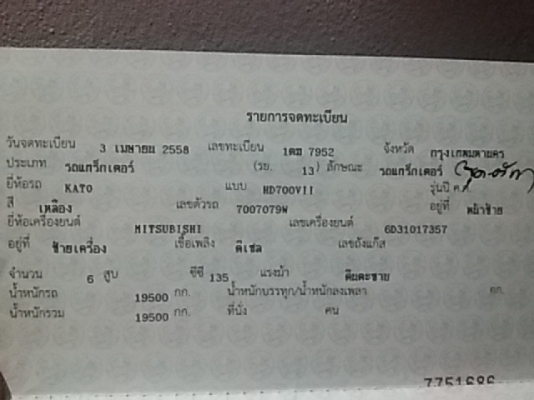 รายการจดทะเบียน
วันจดทะเบียน 3 เมษายน 2558 เลขทะเบียน 1ตฆ 7952 จังหวัด กรุงเทพมหานคร
ประเภท รถแทร็กเตอร์ (รย. 13) ลักษณะ รถแทร็กเตอร์
ยี่ห้อรถ KATO แบบ HD700VII รุ่นปี ค.ศ.
สี เหลือง เลขตัวรถ 7007079W อยู่ที่ หน้าซ้าย
ยี่ห้อเครื่องยนต์ MITSUBISHI เลขเครื่องยนต์ 6D31017357
อยู่ที่ ซ้ายเครื่อง เชื้อเพลิง ดีเซล เลขถังแก๊ส
จำนวน 6 สูบ ซีซี 135 แรงม้า
น้ำหนักรถ 19500 กก. น้ำหนักบรรทุก/น้ำหนักลงเพลา กก.
น้ำหนักรวม 19500 กก. ที่นั่ง คน
7751686